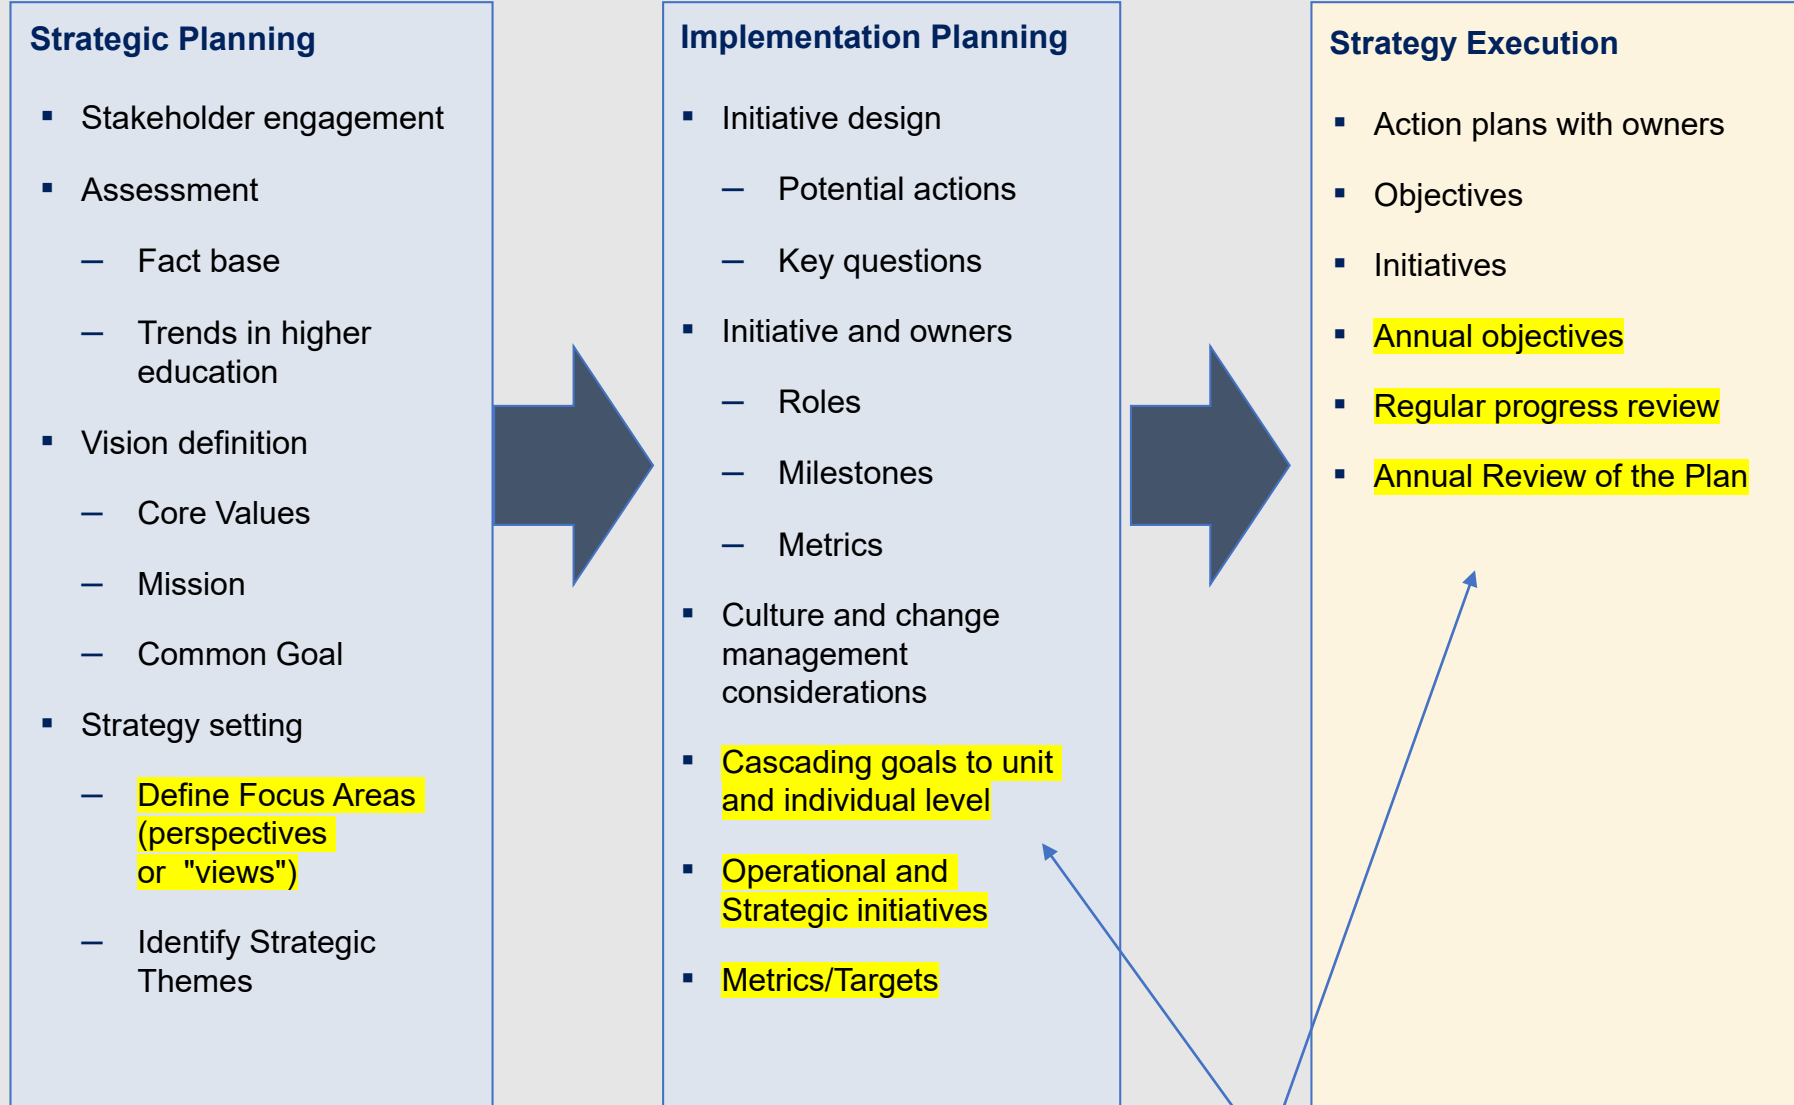 Strategic Planning
▪ Stakeholder engagement
▪ Assessment
– Fact base
– Trends in higher
education
▪ Vision definition
– Core Values
– Mission
– Common Goal
▪ Strategy setting
– Define Focus Areas
(perspectives
or "views")
– Identify Strategic
Themes
Implementation Planning
▪ Initiative design
– Potential actions
– Key questions
▪ Initiative and owners
– Roles
– Milestones
– Metrics
▪ Culture and change
management
considerations
▪ Cascading goals to unit
and individual level
▪ Operational and
Strategic initiatives
▪ Metrics/Targets
Strategy Execution
▪ Action plans with owners
▪ Objectives
▪ Initiatives
▪ Annual objectives
▪ Regular progress review
▪ Annual Review of the Plan